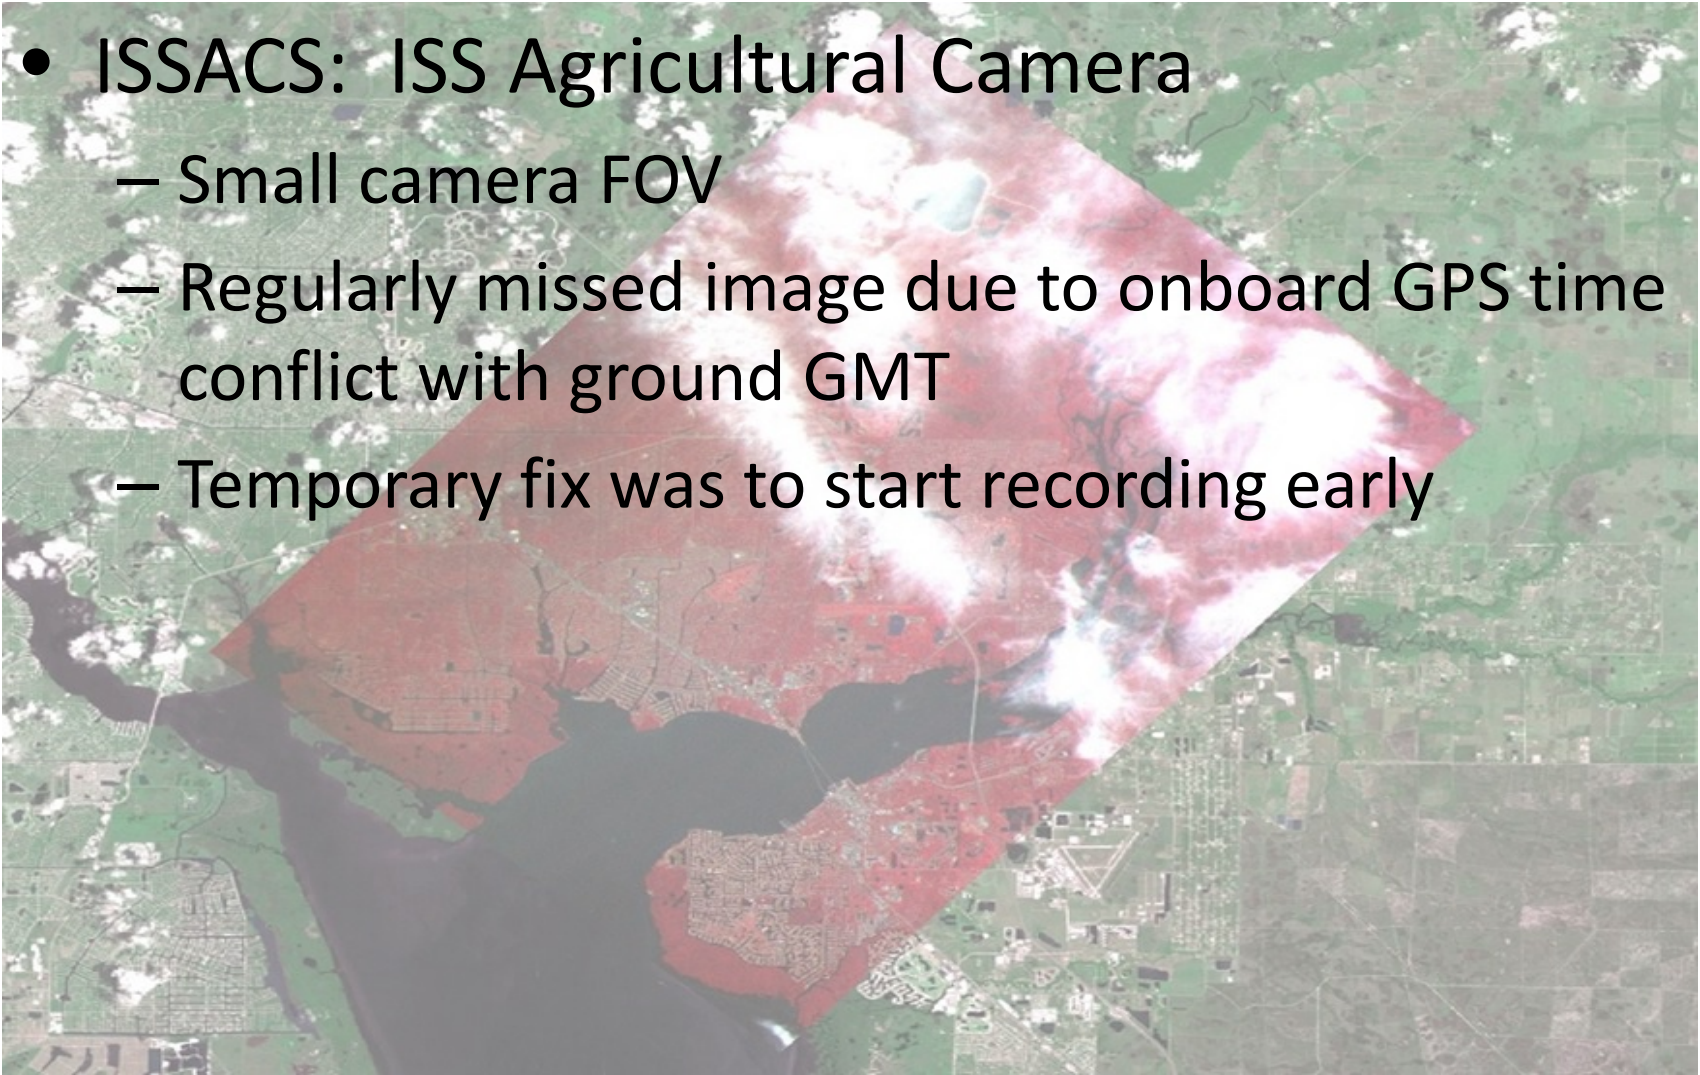 • ISSACS:  ISS Agricultural Camera
– Small camera FOV
– Regularly missed image due to onboard GPS time
conflict with ground GMT
– Temporary fix was to start recording early